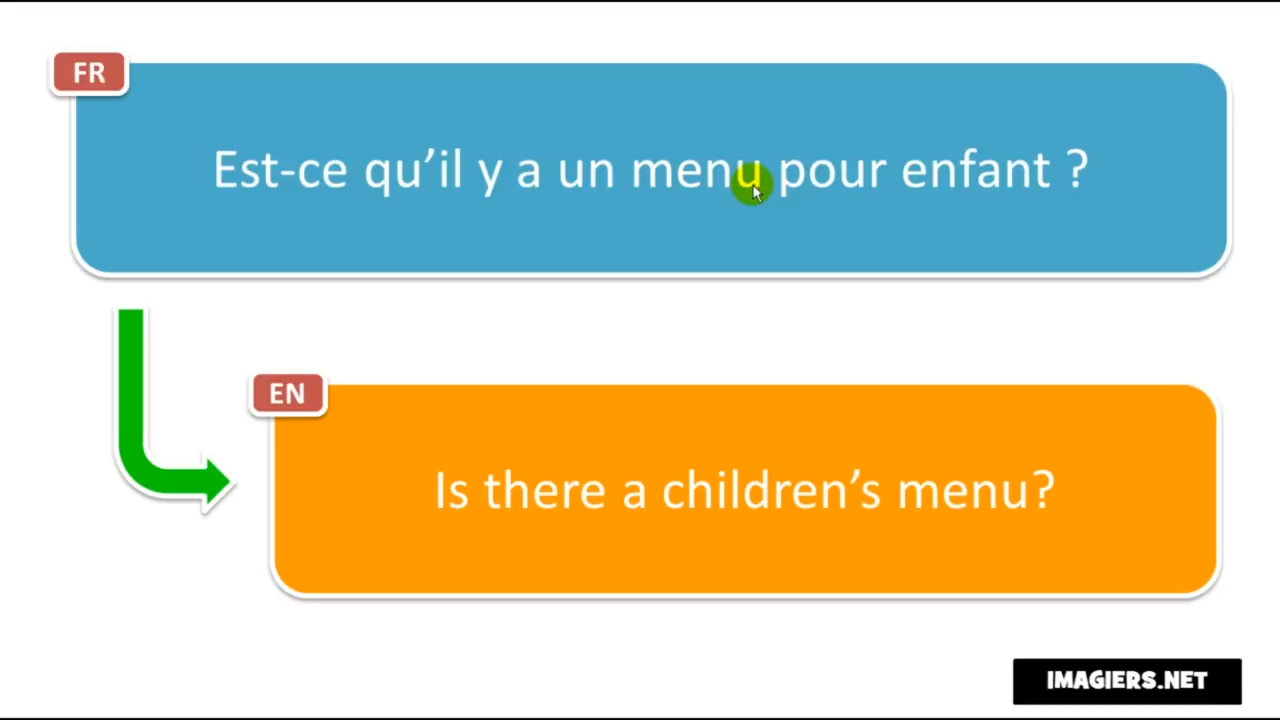 FR
Est-ce qu’il y a un menu pour enfant ?
EN
Is there a children’s menu?
IMAGIERS.NET